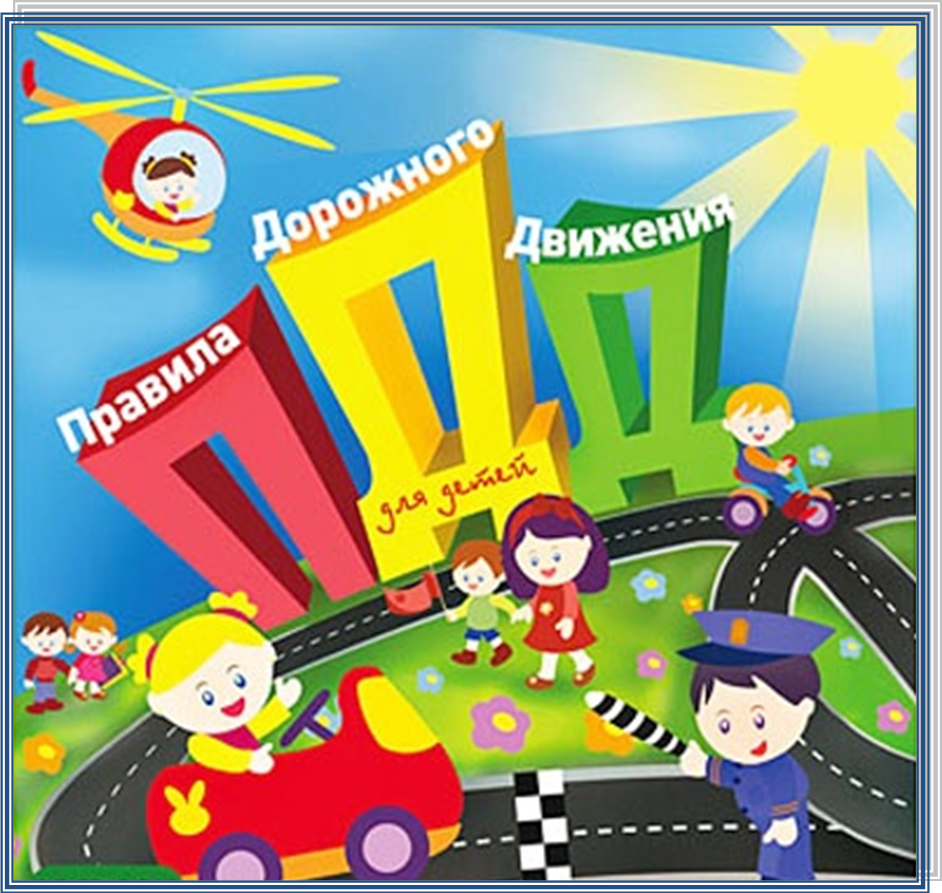 Правила
Дорожного
Движения
ПДД
для детей